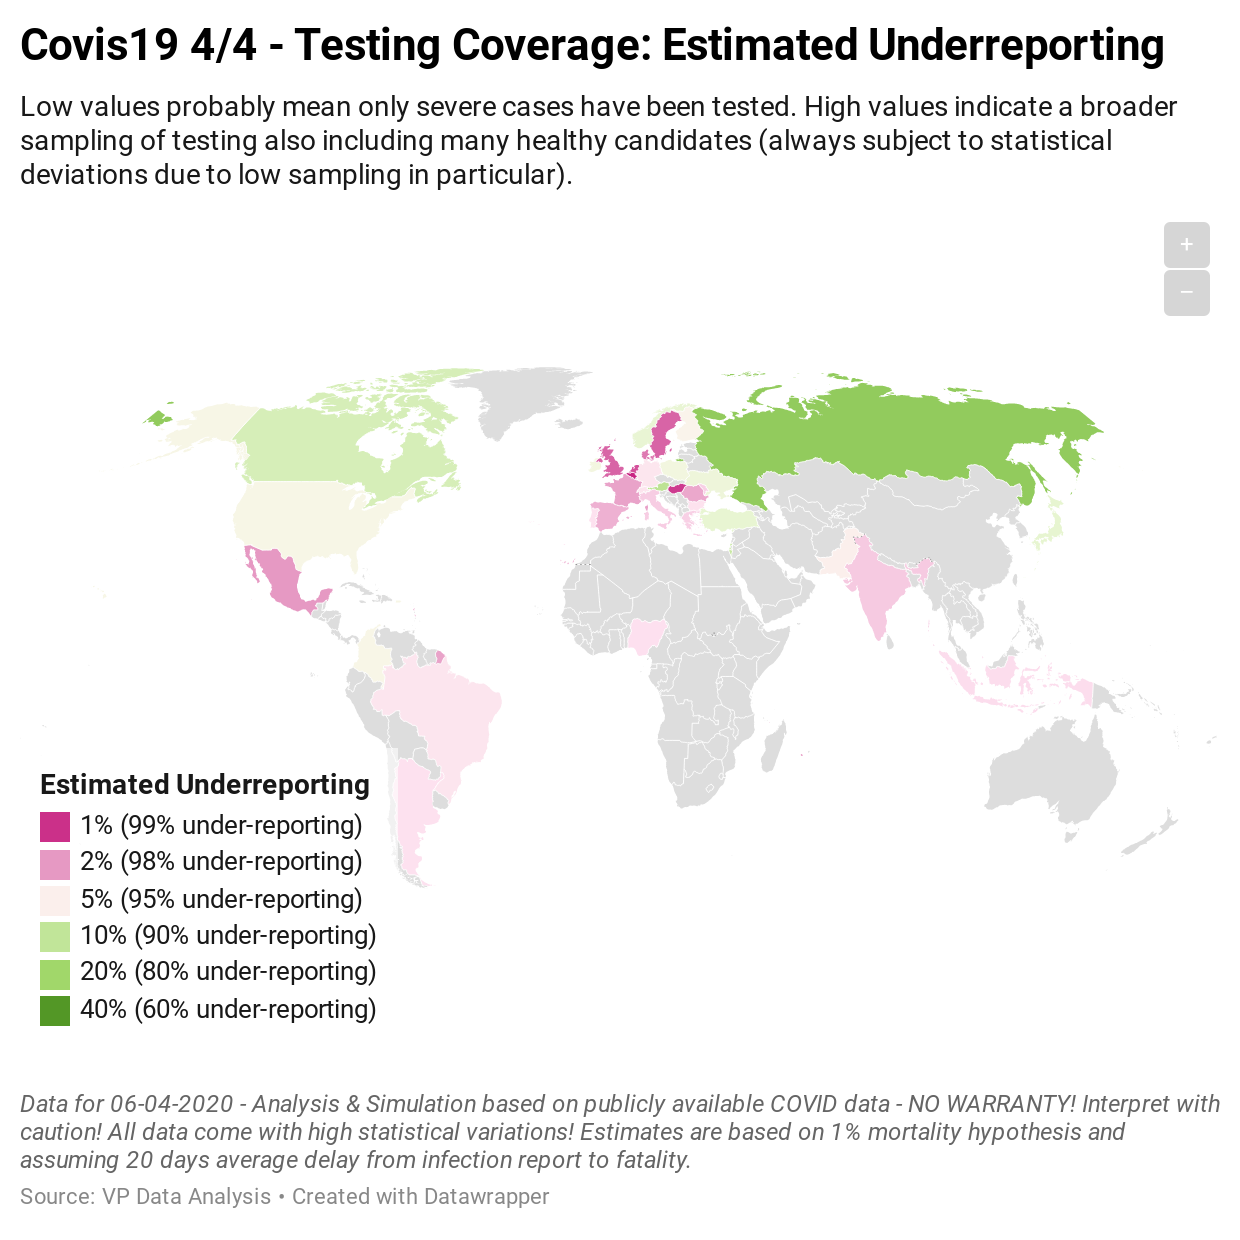 Covis19 4/4 - Testing Coverage: Estimated Underreporting
Low values probably mean only severe cases have been tested. High values indicate a broader
sampling of testing also including many healthy candidates (always subject to statistical
deviations due to low sampling in particular).
+
−
Estimated Underreporting
1% (99% under-reporting)
2% (98% under-reporting)
5% (95% under-reporting)
10% (90% under-reporting)
20% (80% under-reporting)
40% (60% under-reporting)
Data for 06-04-2020 - Analysis & Simulation based on publicly available COVID data - NO WARRANTY! Interpret with
caution! All data come with high statistical variations! Estimates are based on 1% mortality hypothesis and
assuming 20 days average delay from infection report to fatality.
Source: VP Data Analysis • Created with Datawrapper